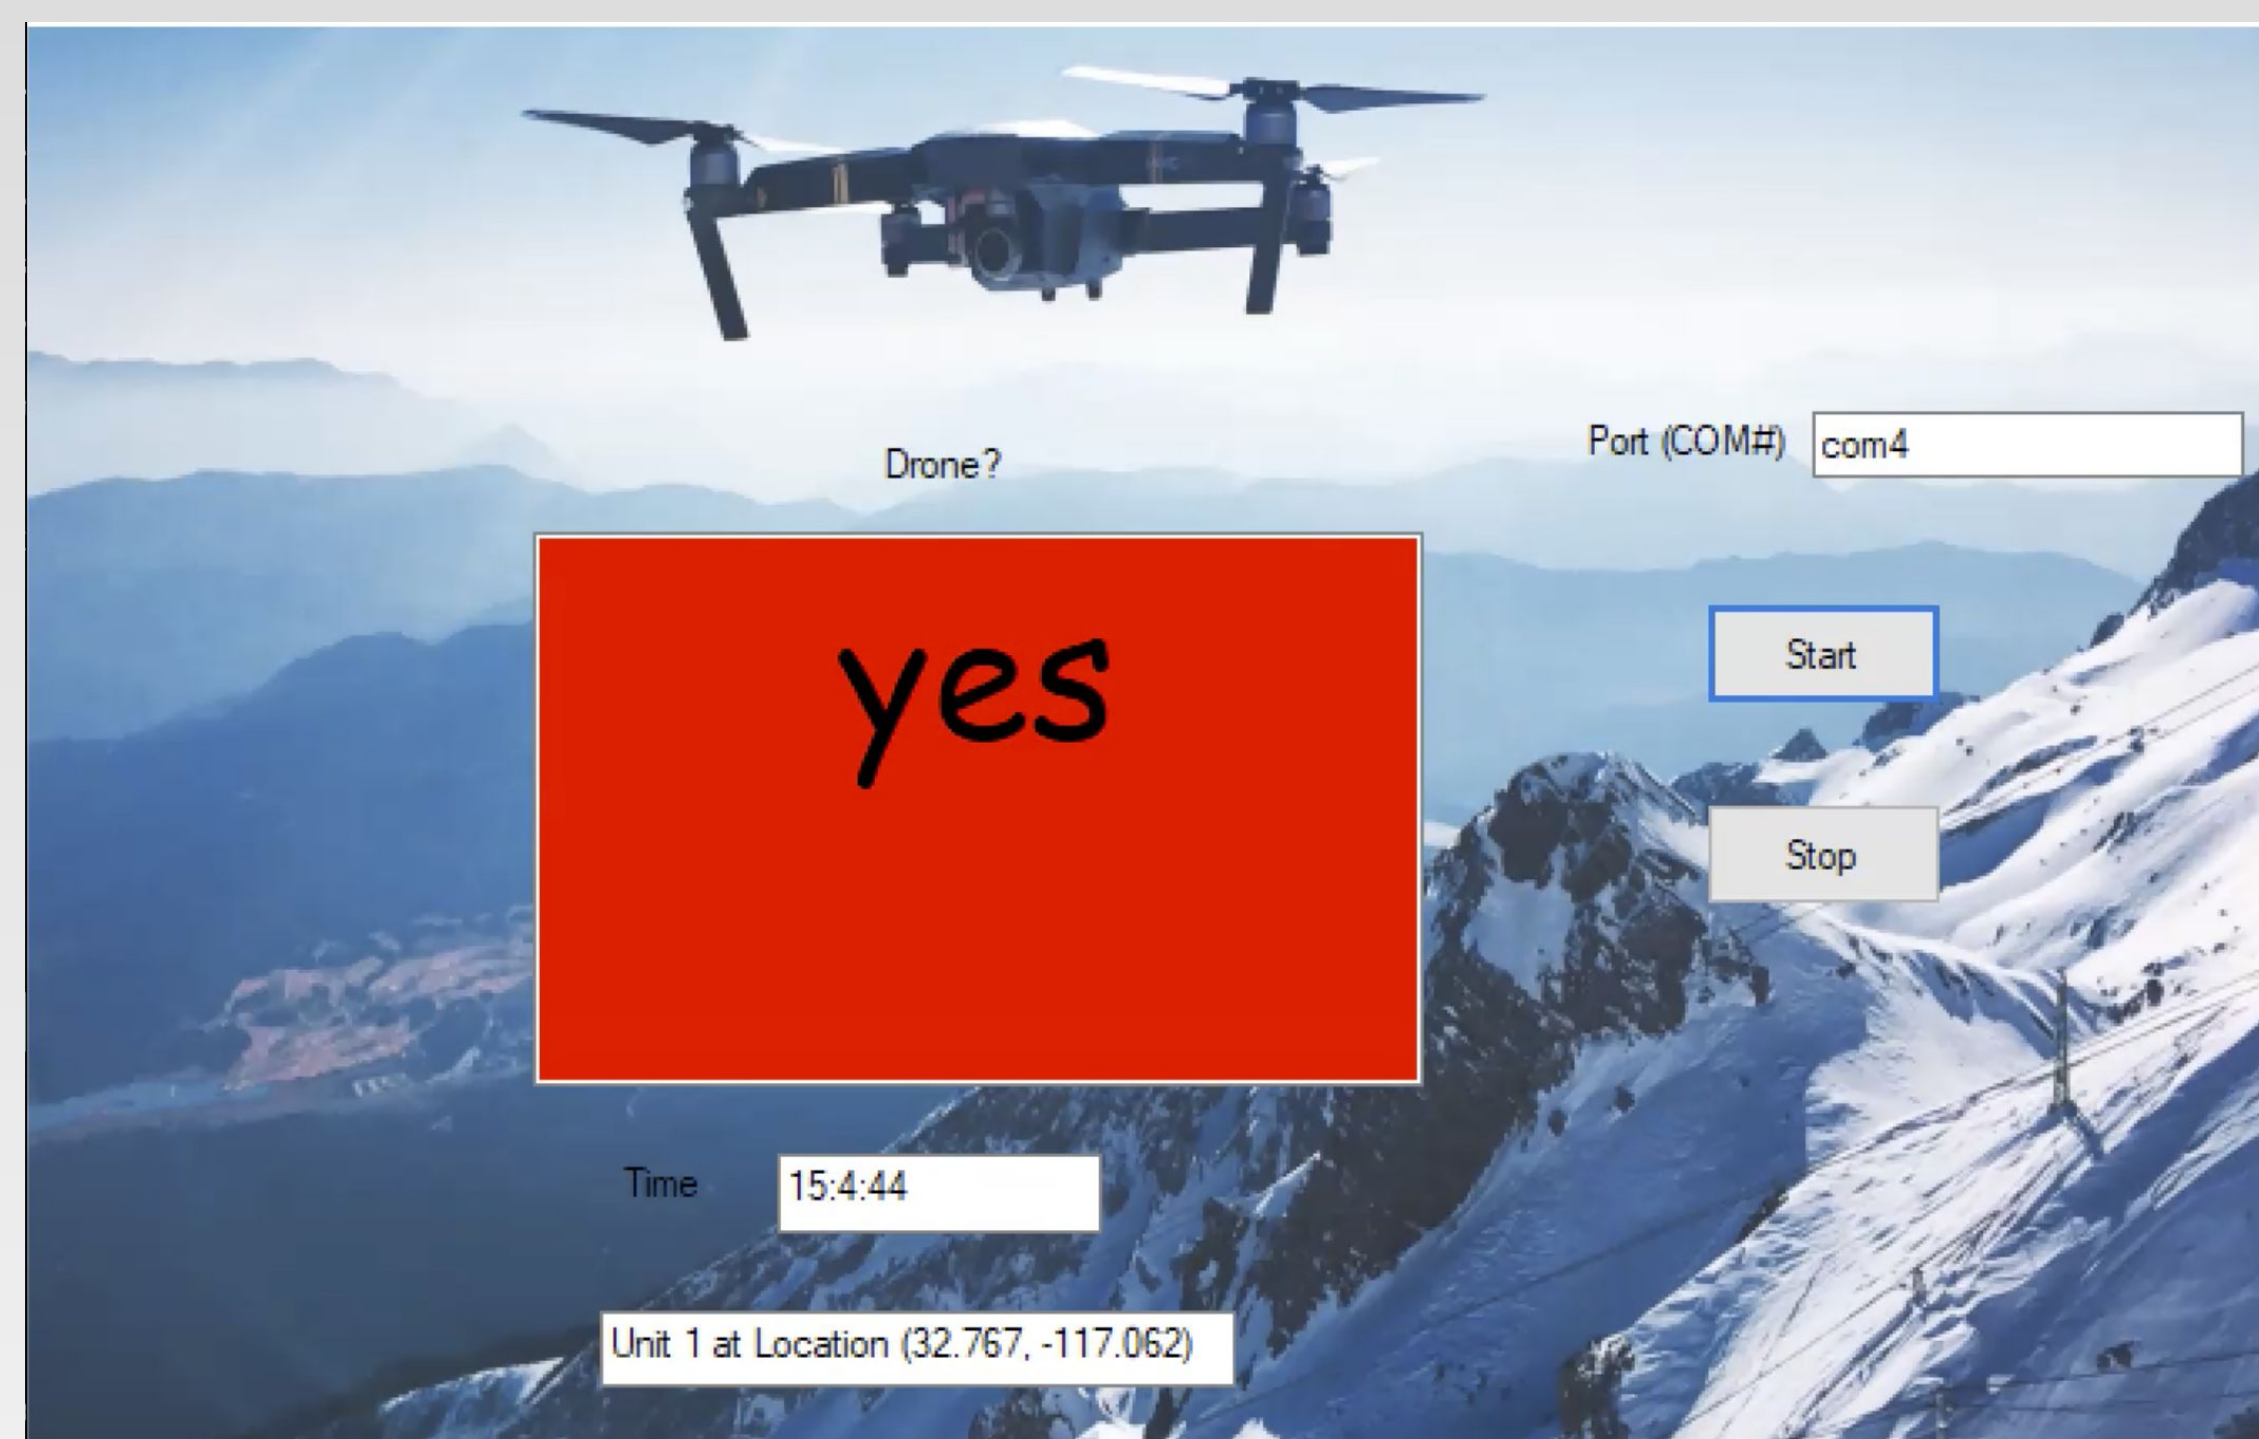 Drone?
Port (COM#) com4
yes
Start
Stop
Time 15:4:44
Unit 1 at Location (32.767, -117.062)